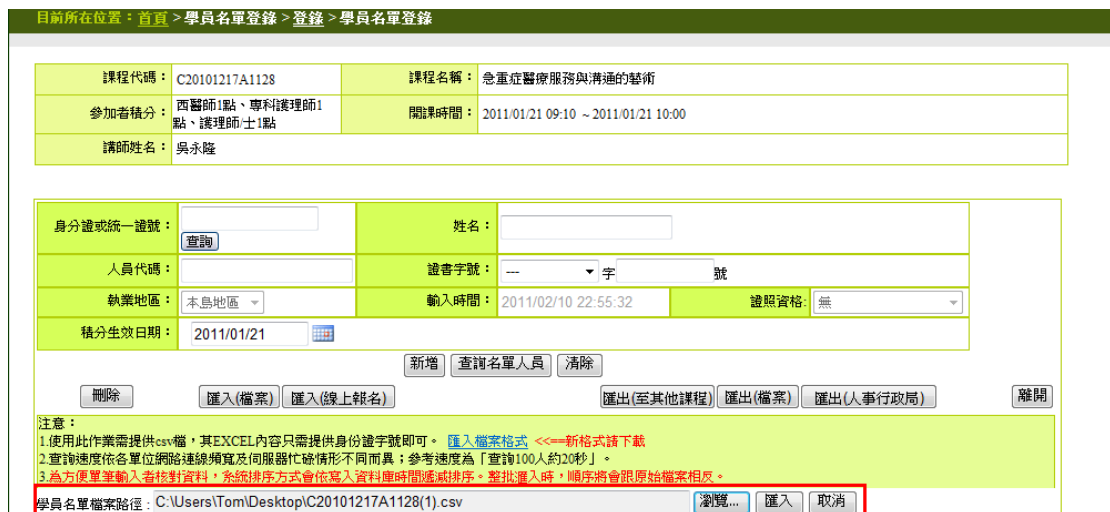 目前所在位置：首頁 > 學員名單登錄 > 登錄 > 學員名單登錄
課程代碼： C20101217A1128 課程名稱： 急重症醫療服務與溝通的藝術
參加者積分： 西醫師1點、專科護理師1
點、護理師/士1點 開課時間： 2011/01/21 09:10 ~ 2011/01/21 10:00
講師姓名： 吳永隆
身分證或統一證號： 查詢 姓名：
人員代碼： 證書字號： --- 字 號
執業地區： 本島地區 輸入時間： 2011/02/10 22:55:32 證照資格: 無
積分生效日期： 2011/01/21
新增 查詢名單人員 清除
刪除 匯入(檔案) 匯入(線上報名) 匯出(至其他課程) 匯出(檔案) 匯出(人事行政局) 離開
注意：
1.使用此作業需提供csv檔，其EXCEL內容只需提供身份證字號即可。 匯入檔案格式 <<==新格式請下載
2.查詢速度依各單位網路連線頻寬及伺服器忙碌情形不同而異；參考速度為「查詢100人約20秒」。
3.為方便單筆輸入者核對資料，系統排序方式會依寫入資料庫時間遞減排序。整批匯入時，順序將會跟原始檔案相反。
學員名單檔案路徑： C:\Users\Tom\Desktop\C20101217A1128(1).csv 瀏覽... 匯入 取消